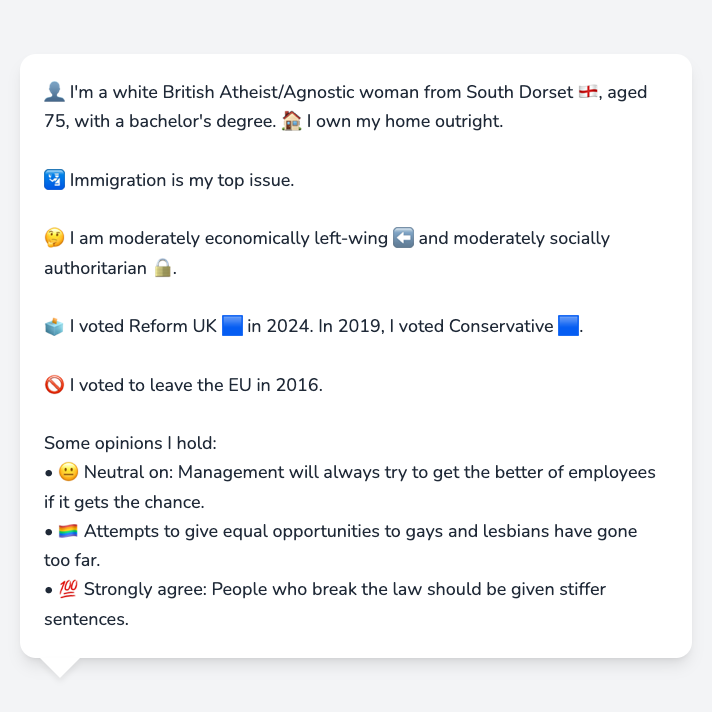 👤 I'm a white British Atheist/Agnostic woman from South Dorset 🏴󠁧󠁢󠁥󠁮󠁧󠁿, aged
75, with a bachelor's degree. 🏠 I own my home outright.
🛂 Immigration is my top issue.
🤔 I am moderately economically left-wing ⬅️ and moderately socially
authoritarian 🔒.
🗳️ I voted Reform UK 🟦 in 2024. In 2019, I voted Conservative 🟦.
🚫 I voted to leave the EU in 2016.
Some opinions I hold:
• 😐 Neutral on: Management will always try to get the better of employees
if it gets the chance.
• 🏳️‍🌈 Attempts to give equal opportunities to gays and lesbians have gone
too far.
• 💯 Strongly agree: People who break the law should be given stiffer
sentences.